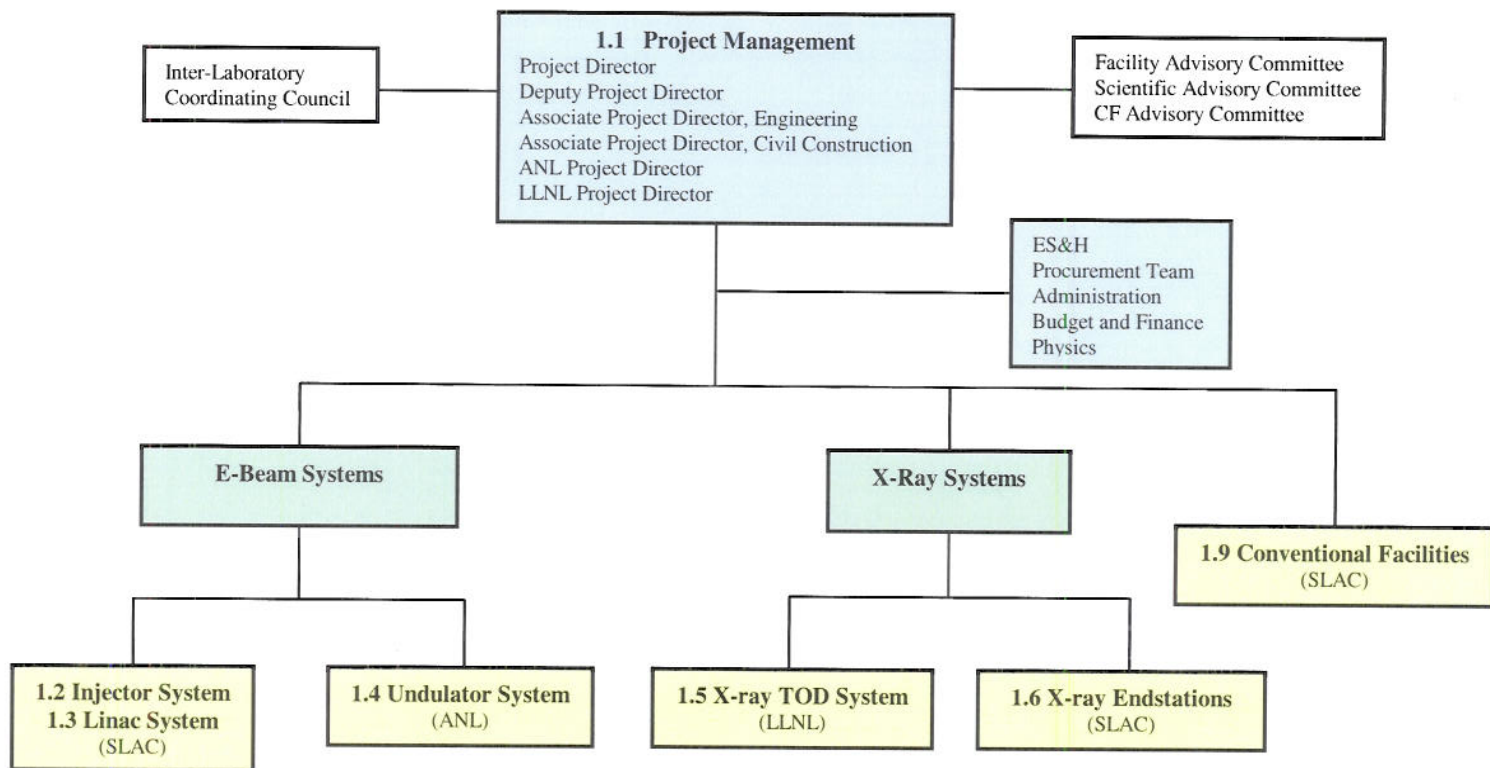 1.1 Project Management
Project Director
Deputy Project Director
Associate Project Director, Engineering
Associate Project Director, Civil Construction
ANL Project Director
LLNL Project Director
Inter-Laboratory
Coordinating Council
Facility Advisory Committee
Scientific Advisory Committee
CF Advisory Committee
ES&H
Procurement Team
Administration
Budget and Finance
Physics
E-Beam Systems
X-Ray Systems
1.9 Conventional Facilities
(SLAC)
1.2 Injector System
1.3 Linac System
(SLAC)
1.4 Undulator System
(ANL)
1.5 X-ray TOD System
(LLNL)
1.6 X-ray Endstations
(SLAC)